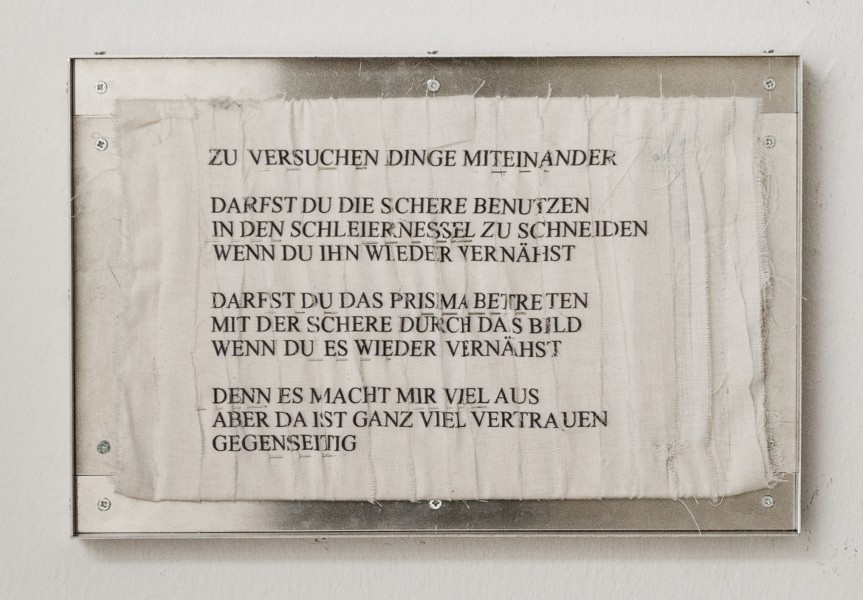 ZU VERSUCHEN DINGE MITEINANDER
DARFST DU DIE SCHERE BENUTZEN
IN DEN SCHLEIERNESSEL ZU SCHNEIDEN
WENN DU IHN WIEDER VERNÄHST
DARFST DU DAS PRISMA BETRETEN
MIT DER SCHERE DURCH DAS BILD
WENN DU ES WIEDER VERNÄHST
DENN ES MACHT MIR VIEL AUS
ABER DA IST GANZ VIEL VERTRAUEN
GEGENSEITIG